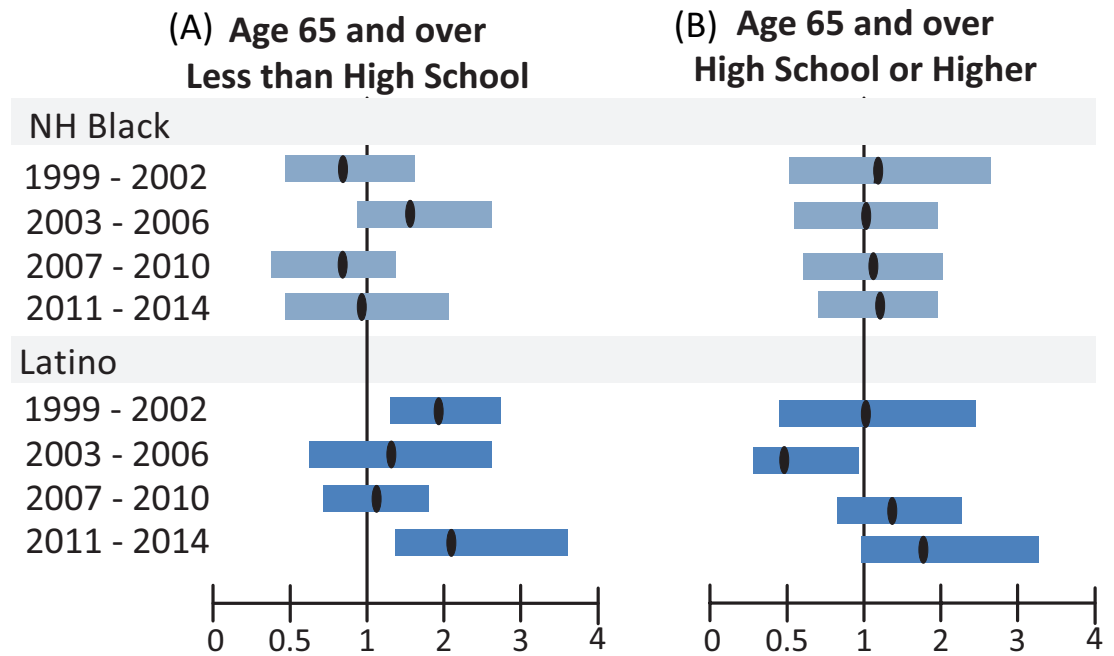 (A) Age 65 and over
Less than High School
(B) Age 65 and over
High School or Higher
NH Black
1999 - 2002
2003 - 2006
2007 - 2010
2011 - 2014
Latino
1999 - 2002
2003 - 2006
2007 - 2010
2011 - 2014
0 0.5 1 2 3 4
0 0.5 1 2 3 4